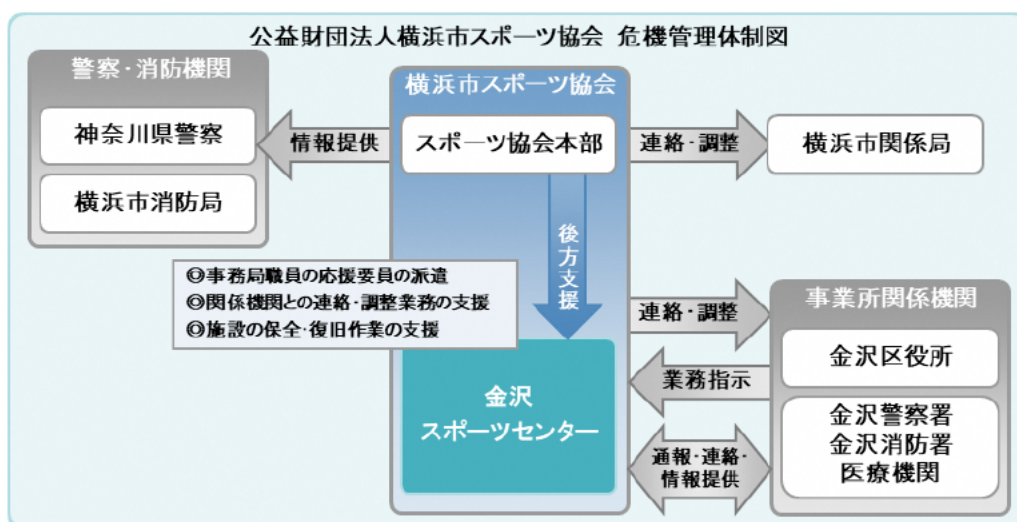 公益財団法人横浜市スポーツ協会 危機管理体制図
警察・消防機関
神奈川県警察
横浜市消防局
情報提供
横浜市スポーツ協会
スポーツ協会本部
連絡・調整
横浜市関係局
後方支援
◎事務局職員の応援要員の派遣
◎関係機関との連絡・調整業務の支援
◎施設の保全・復旧作業の支援
金沢
スポーツセンター
連絡・調整
業務指示
通報・連絡・
情報提供
事業所関係機関
金沢区役所
金沢警察署
金沢消防署
医療機関